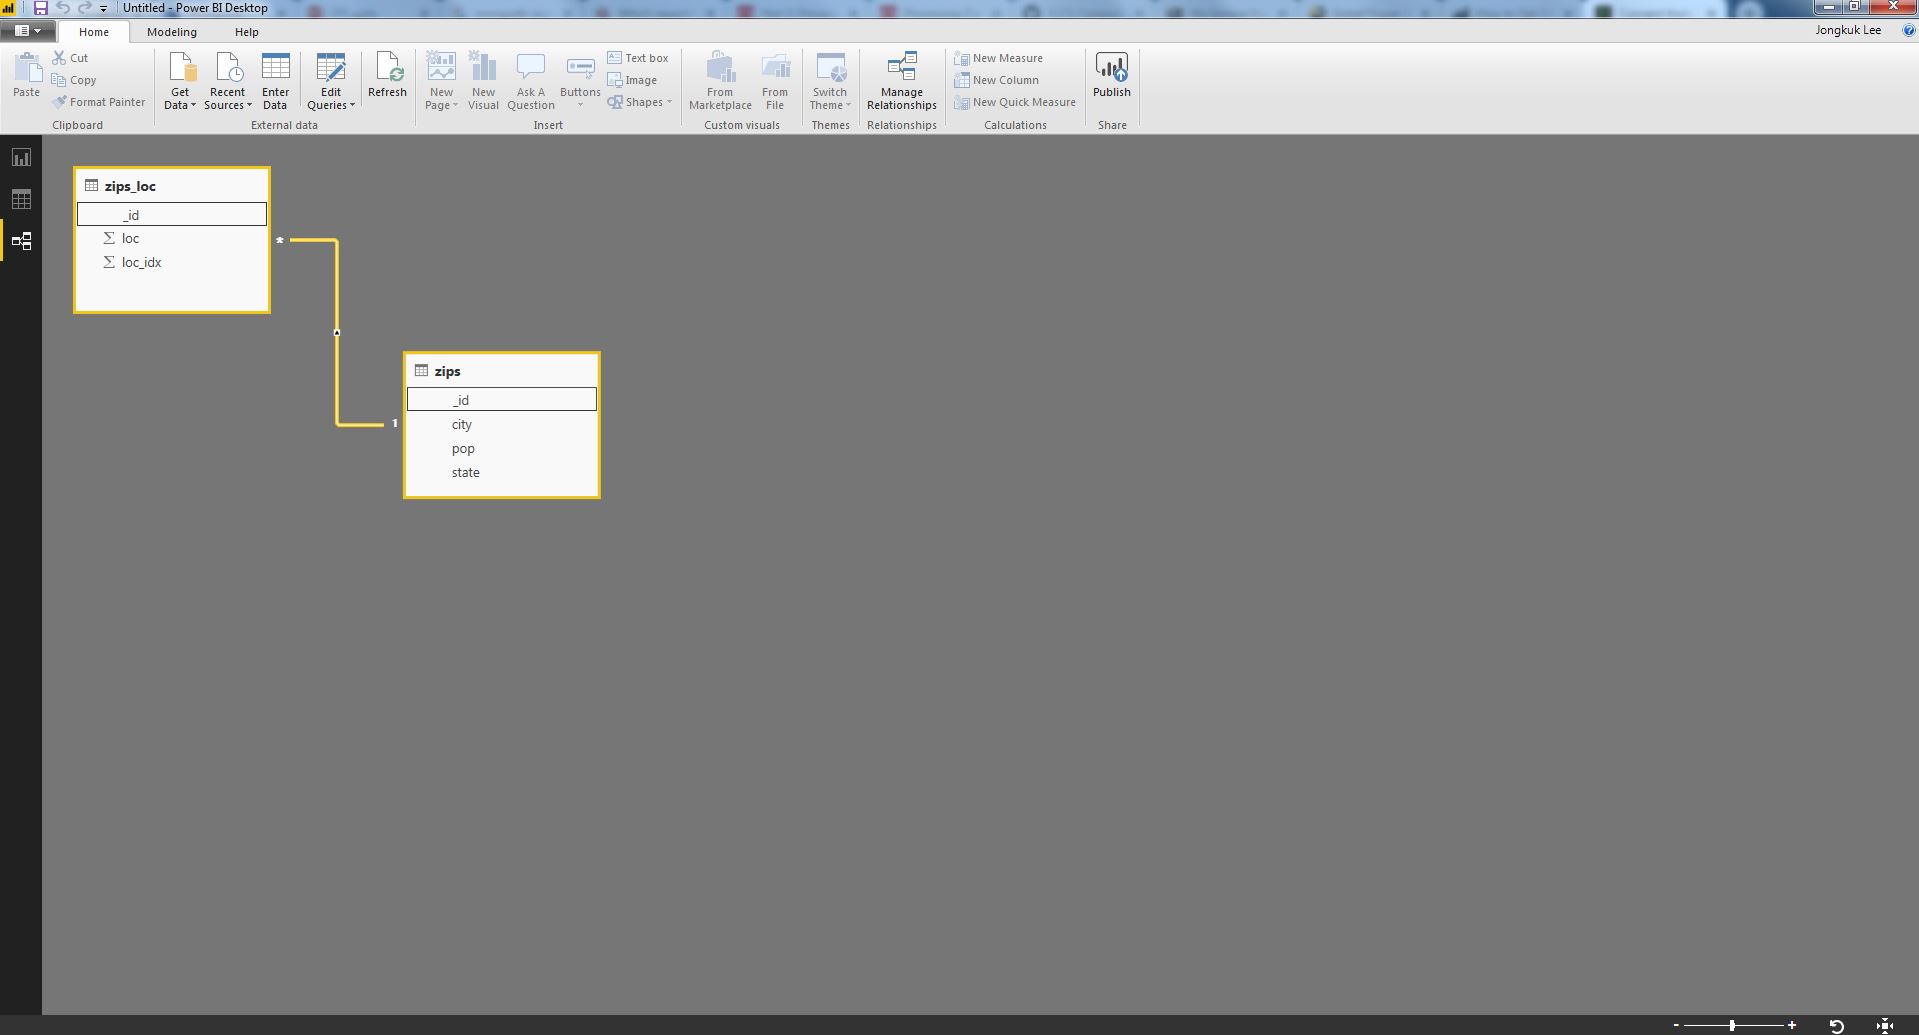 Untitled - Power BI Desktop
Home Modeling Help
Jongkuk Lee
Paste
Cut
Copy
Format Painter
Clipboard
Get Data
Recent Sources
Enter Data
Edit Queries
Refresh
External data
New Page
New Visual
Ask A Question
Buttons
Text box
Image
Shapes
Insert
From Marketplace
From File
Custom visuals
Switch Theme
Themes
Manage Relationships
Relationships
New Measure
New Column
New Quick Measure
Calculations
Publish
Share
zips_loc
_id
Σ loc
Σ loc_idx
*
1
zips
_id
city
pop
state
- +